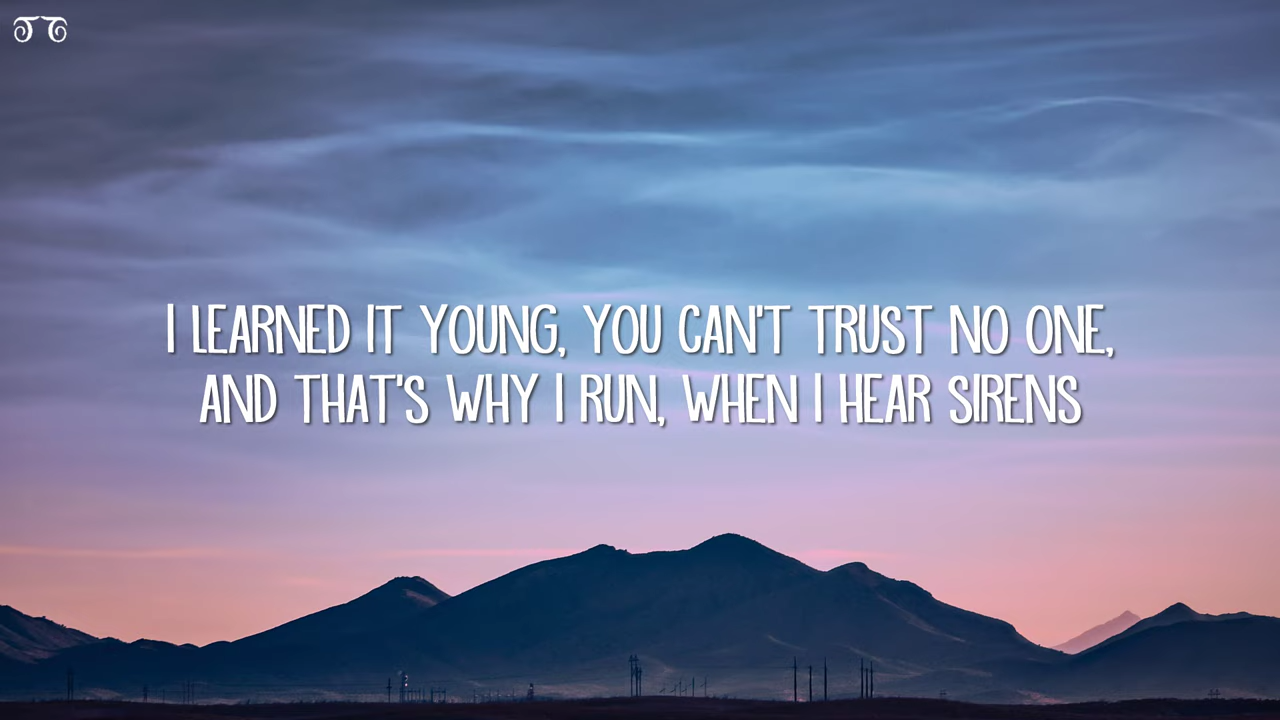 I LEARNED IT YOUNG, YOU CAN'T TRUST NO ONE,
AND THAT'S WHY I RUN, WHEN I HEAR SIRENS